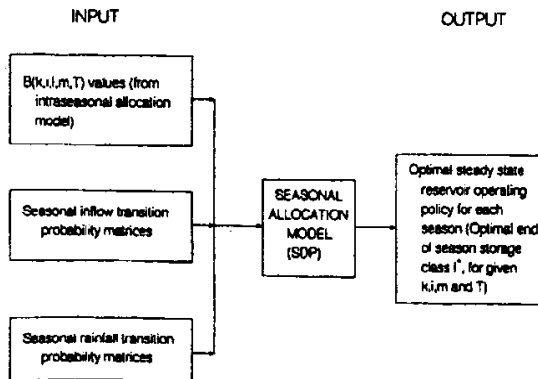 INPUT
OUTPUT
B(k,i,l,m,T) values (from
intraseasonal allocation
model)
Seasonal inflow transition
probability matrices
Seasonal rainfall transition
probability matrices
SEASONAL
ALLOCATION
MODEL
(SDP)
Optimal steady state
reservoir operating
policy for each
season (Optimal end
of season storage
class l*, for given
k,i,m and T)